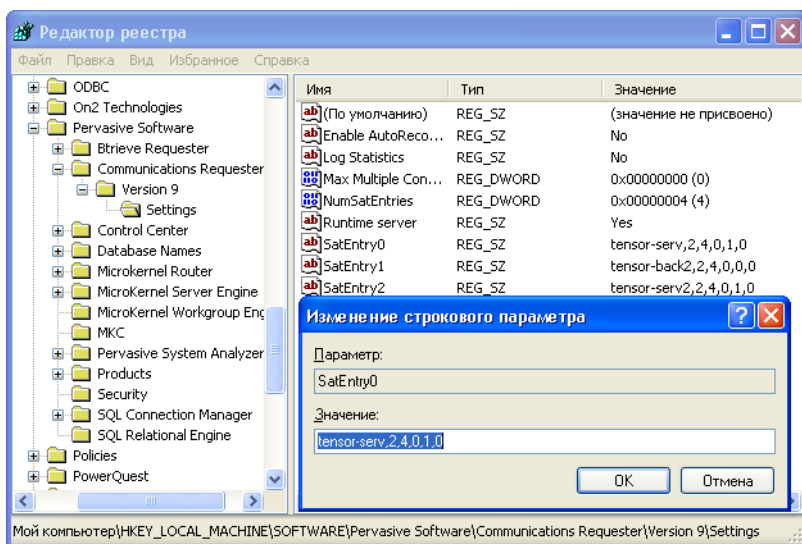 Редактор реестра
Файл Правка Вид Избранное Справка
ODBC
On2 Technologies
Pervasive Software
Btrieve Requester
Communications Requester
Version 9
Settings
Control Center
Database Names
Microkernel Router
MicroKernel Server Engine
MicroKernel Workgroup Eng
MKC
Pervasive System Analyzer
Products
Security
SQL Connection Manager
SQL Relational Engine
Policies
PowerQuest
Имя Тип Значение
(По умолчанию) REG_SZ (значение не присвоено)
Enable AutoReco... REG_SZ No
Log Statistics REG_SZ No
Max Multiple Con... REG_DWORD 0x00000000 (0)
NumSatEntries REG_DWORD 0x00000004 (4)
Runtime server REG_SZ Yes
SatEntry0 REG_SZ tensor-serv,2,4,0,1,0
SatEntry1 REG_SZ tensor-back2,2,4,0,0,0
SatEntry2 REG_SZ tensor-serv2,2,4,0,1,0
Изменение строкового параметра
Параметр:
SatEntry0
Значение:
tensor-serv,2,4,0,1,0
OK Отмена
Мой компьютер\HKEY_LOCAL_MACHINE\SOFTWARE\Pervasive Software\Communications Requester\Version 9\Settings